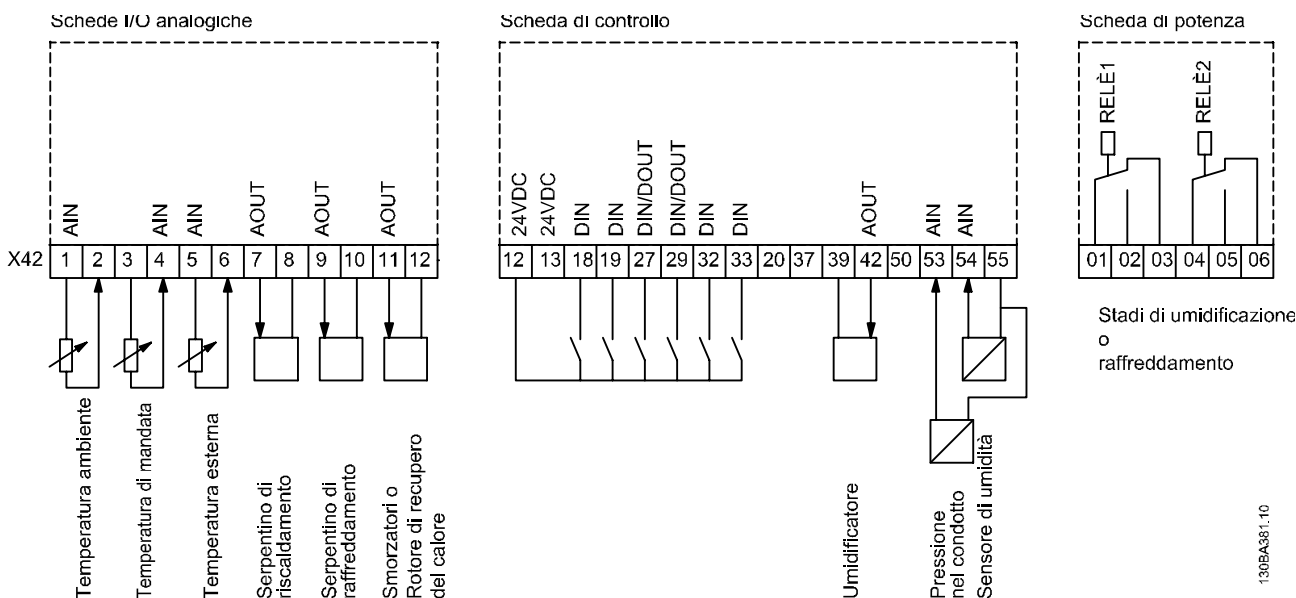 Schede I/O analogiche
Scheda di controllo
Scheda di potenza
AIN
AIN
AIN
AOUT
AOUT
AOUT
24VDC
24VDC
DIN
DIN
DIN/DOUT
DIN/DOUT
DIN
DIN
AOUT
AIN
AIN
RELÈ1
RELÈ2
X42 1 2 3 4 5 6 7 8 9 10 11 12
12 13 18 19 27 29 32 33 20 37 39 42 50 53 54 55
01 02 03 04 05 06
Stadi di umidificazione
o
raffreddamento
Temperatura ambiente
Temperatura di mandata
Temperatura esterna
Serpentino di
riscaldamento
Serpentino di
raffreddamento
Smorzatori o
Rotore di recupero
del calore
Umidificatore
Pressione
nel condotto
Sensore di umidità
130BA381.10